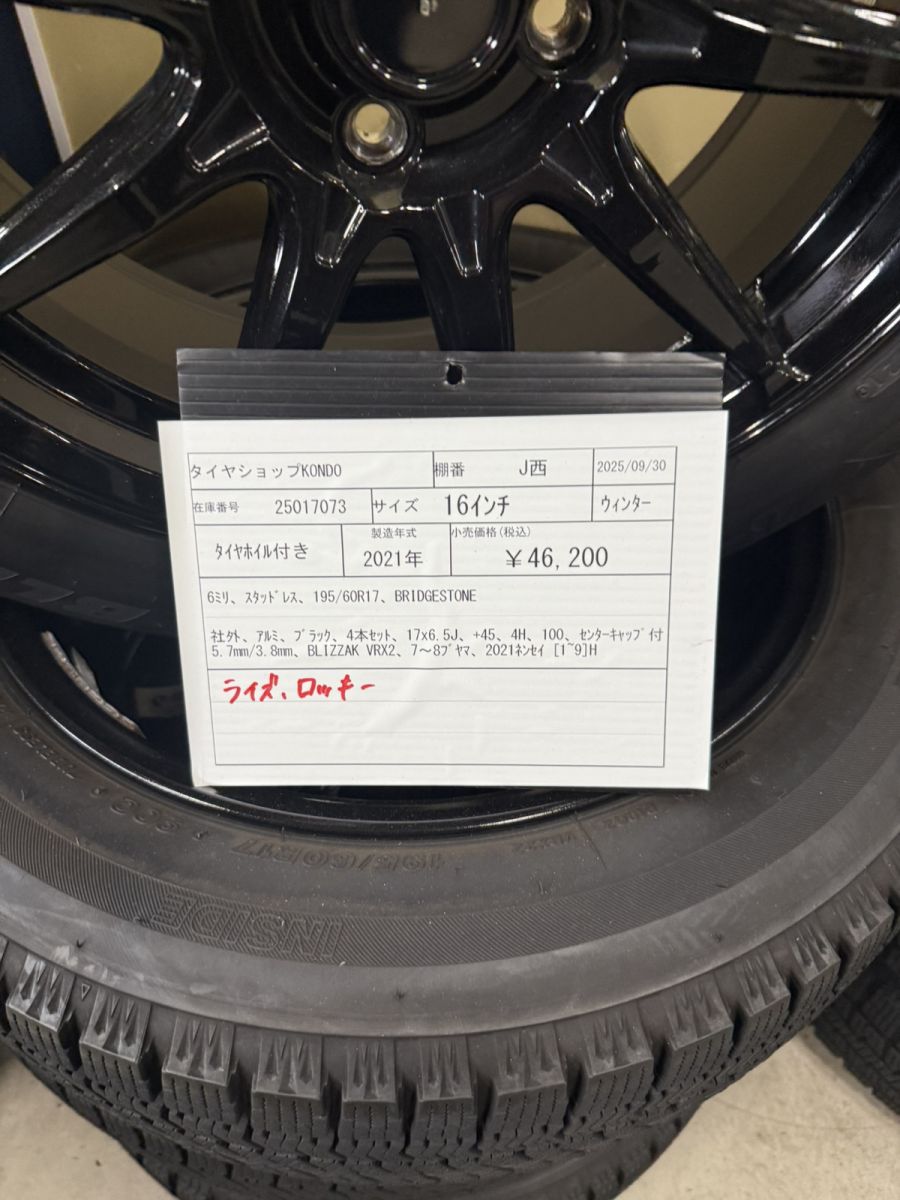 タイヤショップKONDO 棚番 J西 2025/09/30
在庫番号 25017073 サイズ 16インチ ウィンター
タイヤホイル付き 製造年式 2021年 小売価格(税込) ¥46,200
6ミリ、スタッドレス、195/60R17、BRIDGESTONE
社外、アルミ、ブラック、4本セット、17x6.5J、+45、4H、100、センターキャップ付
5.7mm/3.8mm、BLIZZAK VRX2、7〜8ブヤマ、2021ネンセイ [1~9]H
ライズ、ロッキー
195/60R17
INSIDE